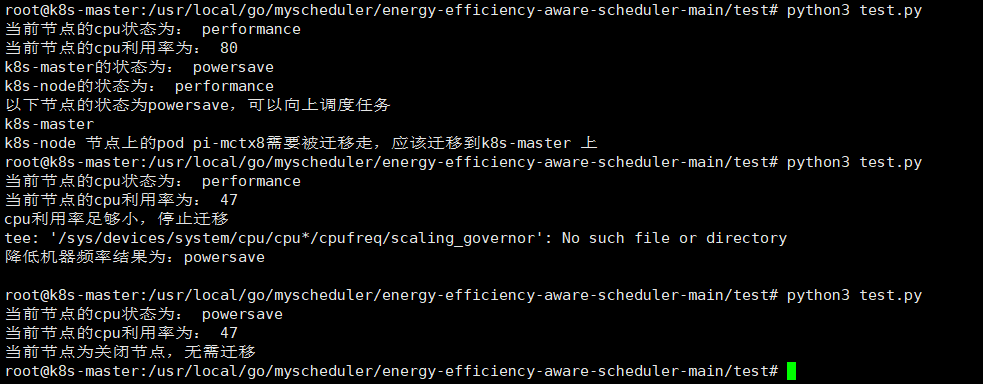 root@k8s-master:/usr/local/go/myscheduler/energy-efficiency-aware-scheduler-main/test# python3 test.py
当前节点的cpu状态为： performance
当前节点的cpu利用率为： 80
k8s-master的状态为： powersave
k8s-node的状态为： performance
以下节点的状态为powersave，可以向上调度任务
k8s-master
k8s-node 节点上的pod pi-mctx8需要被迁移走，应该迁移到k8s-master 上
root@k8s-master:/usr/local/go/myscheduler/energy-efficiency-aware-scheduler-main/test# python3 test.py
当前节点的cpu状态为： performance
当前节点的cpu利用率为： 47
cpu利用率足够小，停止迁移
tee: '/sys/devices/system/cpu/cpu*/cpufreq/scaling_governor': No such file or directory
降低机器频率结果为：powersave
root@k8s-master:/usr/local/go/myscheduler/energy-efficiency-aware-scheduler-main/test# python3 test.py
当前节点的cpu状态为： powersave
当前节点的cpu利用率为： 47
当前节点为关闭节点，无需迁移
root@k8s-master:/usr/local/go/myscheduler/energy-efficiency-aware-scheduler-main/test#